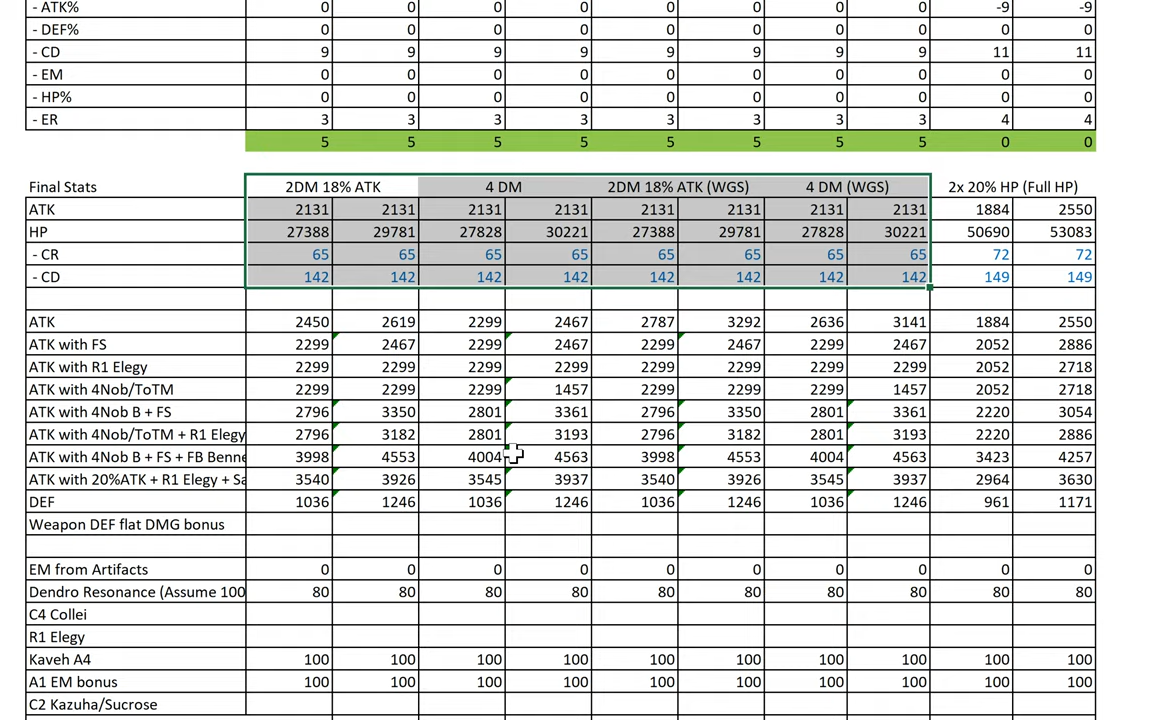 - ATK% 0 0 0 0 0 0 0 0 -9 -9
- DEF% 0 0 0 0 0 0 0 0 0 0
- CD 9 9 9 9 9 9 9 9 11 11
- EM 0 0 0 0 0 0 0 0 0 0
- HP% 0 0 0 0 0 0 0 0 0 0
- ER 3 3 3 3 3 3 3 3 4 4
5 5 5 5 5 5 5 5 0 0
Final Stats 2DM 18% ATK 4 DM 2DM 18% ATK (WGS) 4 DM (WGS) 2x 20% HP (Full HP)
ATK 2131 2131 2131 2131 2131 2131 2131 2131 1884 2550
HP 27388 29781 27828 30221 27388 29781 27828 30221 50690 53083
- CR 65 65 65 65 65 65 65 65 72 72
- CD 142 142 142 142 142 142 142 142 149 149
ATK 2450 2619 2299 2467 2787 3292 2636 3141 1884 2550
ATK with FS 2299 2467 2299 2467 2299 2467 2299 2467 2052 2886
ATK with R1 Elegy 2299 2299 2299 2299 2299 2299 2299 2299 2052 2718
ATK with 4Nob/ToTM 2299 2299 2299 1457 2299 2299 2299 1457 2052 2718
ATK with 4Nob B + FS 2796 3350 2801 3361 2796 3350 2801 3361 2220 3054
ATK with 4Nob/ToTM + R1 Elegy 2796 3182 2801 3193 2796 3182 2801 3193 2220 2886
ATK with 4Nob B + FS + FB Benne 3998 4553 4004 4563 3998 4553 4004 4563 3423 4257
ATK with 20%ATK + R1 Elegy + Sa 3540 3926 3545 3937 3540 3926 3545 3937 2964 3630
DEF 1036 1246 1036 1246 1036 1246 1036 1246 961 1171
Weapon DEF flat DMG bonus
EM from Artifacts 0 0 0 0 0 0 0 0 0 0
Dendro Resonance (Assume 100 80 80 80 80 80 80 80 80 80 80
C4 Collei
R1 Elegy
Kaveh A4 100 100 100 100 100 100 100 100 100 100
A1 EM bonus 100 100 100 100 100 100 100 100 100 100
C2 Kazuha/Sucrose